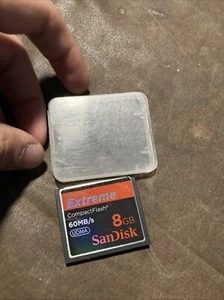 Extreme
CompactFlash®
60MB/s
8GB
UDMA
SanDisk